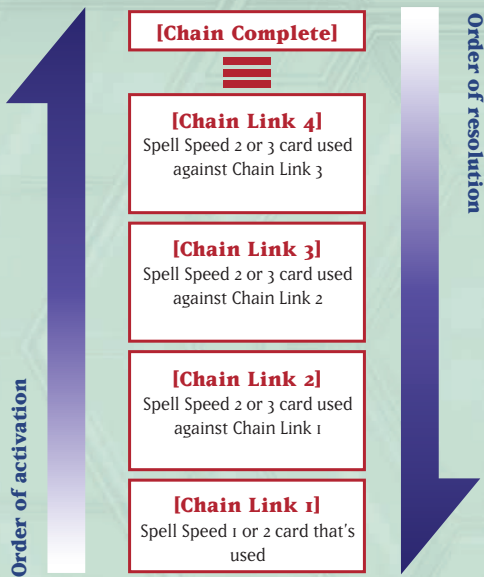 [Chain Complete]
[Chain Link 4]
Spell Speed 2 or 3 card used
against Chain Link 3
[Chain Link 3]
Spell Speed 2 or 3 card used
against Chain Link 2
[Chain Link 2]
Spell Speed 2 or 3 card used
against Chain Link 1
[Chain Link 1]
Spell Speed 1 or 2 card that's
used
Order of activation
Order of resolution